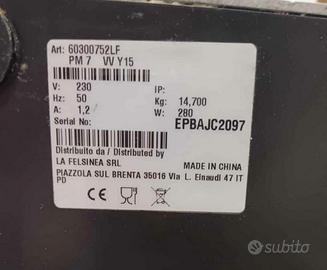 Art: 60300752LF
PM 7 VV Y15
V: 230 IP:
Hz: 50 Kg: 14,700
A: 1,2 W: 280
Serial No: EPBAJC2097
Distribuito da / Distributed by
LA FELSINEA SRL MADE IN CHINA
PIAZZOLA SUL BRENTA 35016 Via L. Einaudi 47 IT
PD
CE
subito